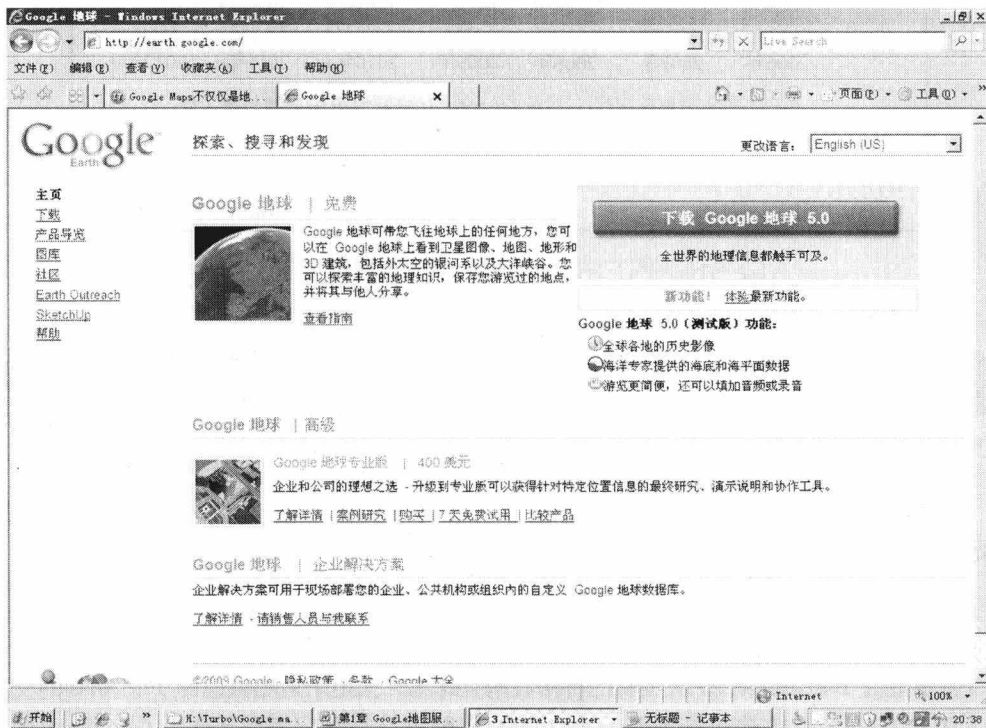 Google 地球 - Windows Internet Explorer
http://earth.google.com/
Live Search
文件(F) 编辑(E) 查看(V) 收藏夹(A) 工具(T) 帮助(H)
Google Maps不仅仅是地...
Google 地球
页面(P)
工具(O)
Google
Earth
探索、搜寻和发现
更改语言:
English (US)
主页
下载
产品导览
图库
社区
Earth Outreach
SketchUp
帮助
Google 地球 | 免费
Google 地球可带您飞往地球上的任何地方，您可
以在 Google 地球上看到卫星图像、地图、地形和
3D 建筑，包括外太空的银河系以及大洋峡谷。您
可以探索丰富的地理知识，保存您游览过的地点，
并将其与他人分享。
查看指南
下载 Google 地球 5.0
全世界的地理信息都触手可及。
新功能！ 体验最新功能。
Google 地球 5.0（测试版）功能：
全球各地的历史影像
海洋专家提供的海底和海平面数据
游览更简便，还可以填加音频或录音
Google 地球 | 高级
Google 地球专业版 | 400 美元
企业和公司的理想之选 - 升级到专业版可以获得针对特定位置信息的最终研究、演示说明和协作工具。
了解详情 | 案例研究 | 购买 | 7 天免费试用 | 比较产品
Google 地球 | 企业解决方案
企业解决方案可用于现场部署您的企业、公共机构或组织内的自定义 Google 地球数据库。
了解详情 - 请销售人员与我联系
©2009 Google - 隐私政策 - 条款 - Google 大全
Internet
100%
开始
H:\Turbo\Google ma...
第1章 Google地图服...
3 Internet Explorer
无标题 - 记事本
20:38